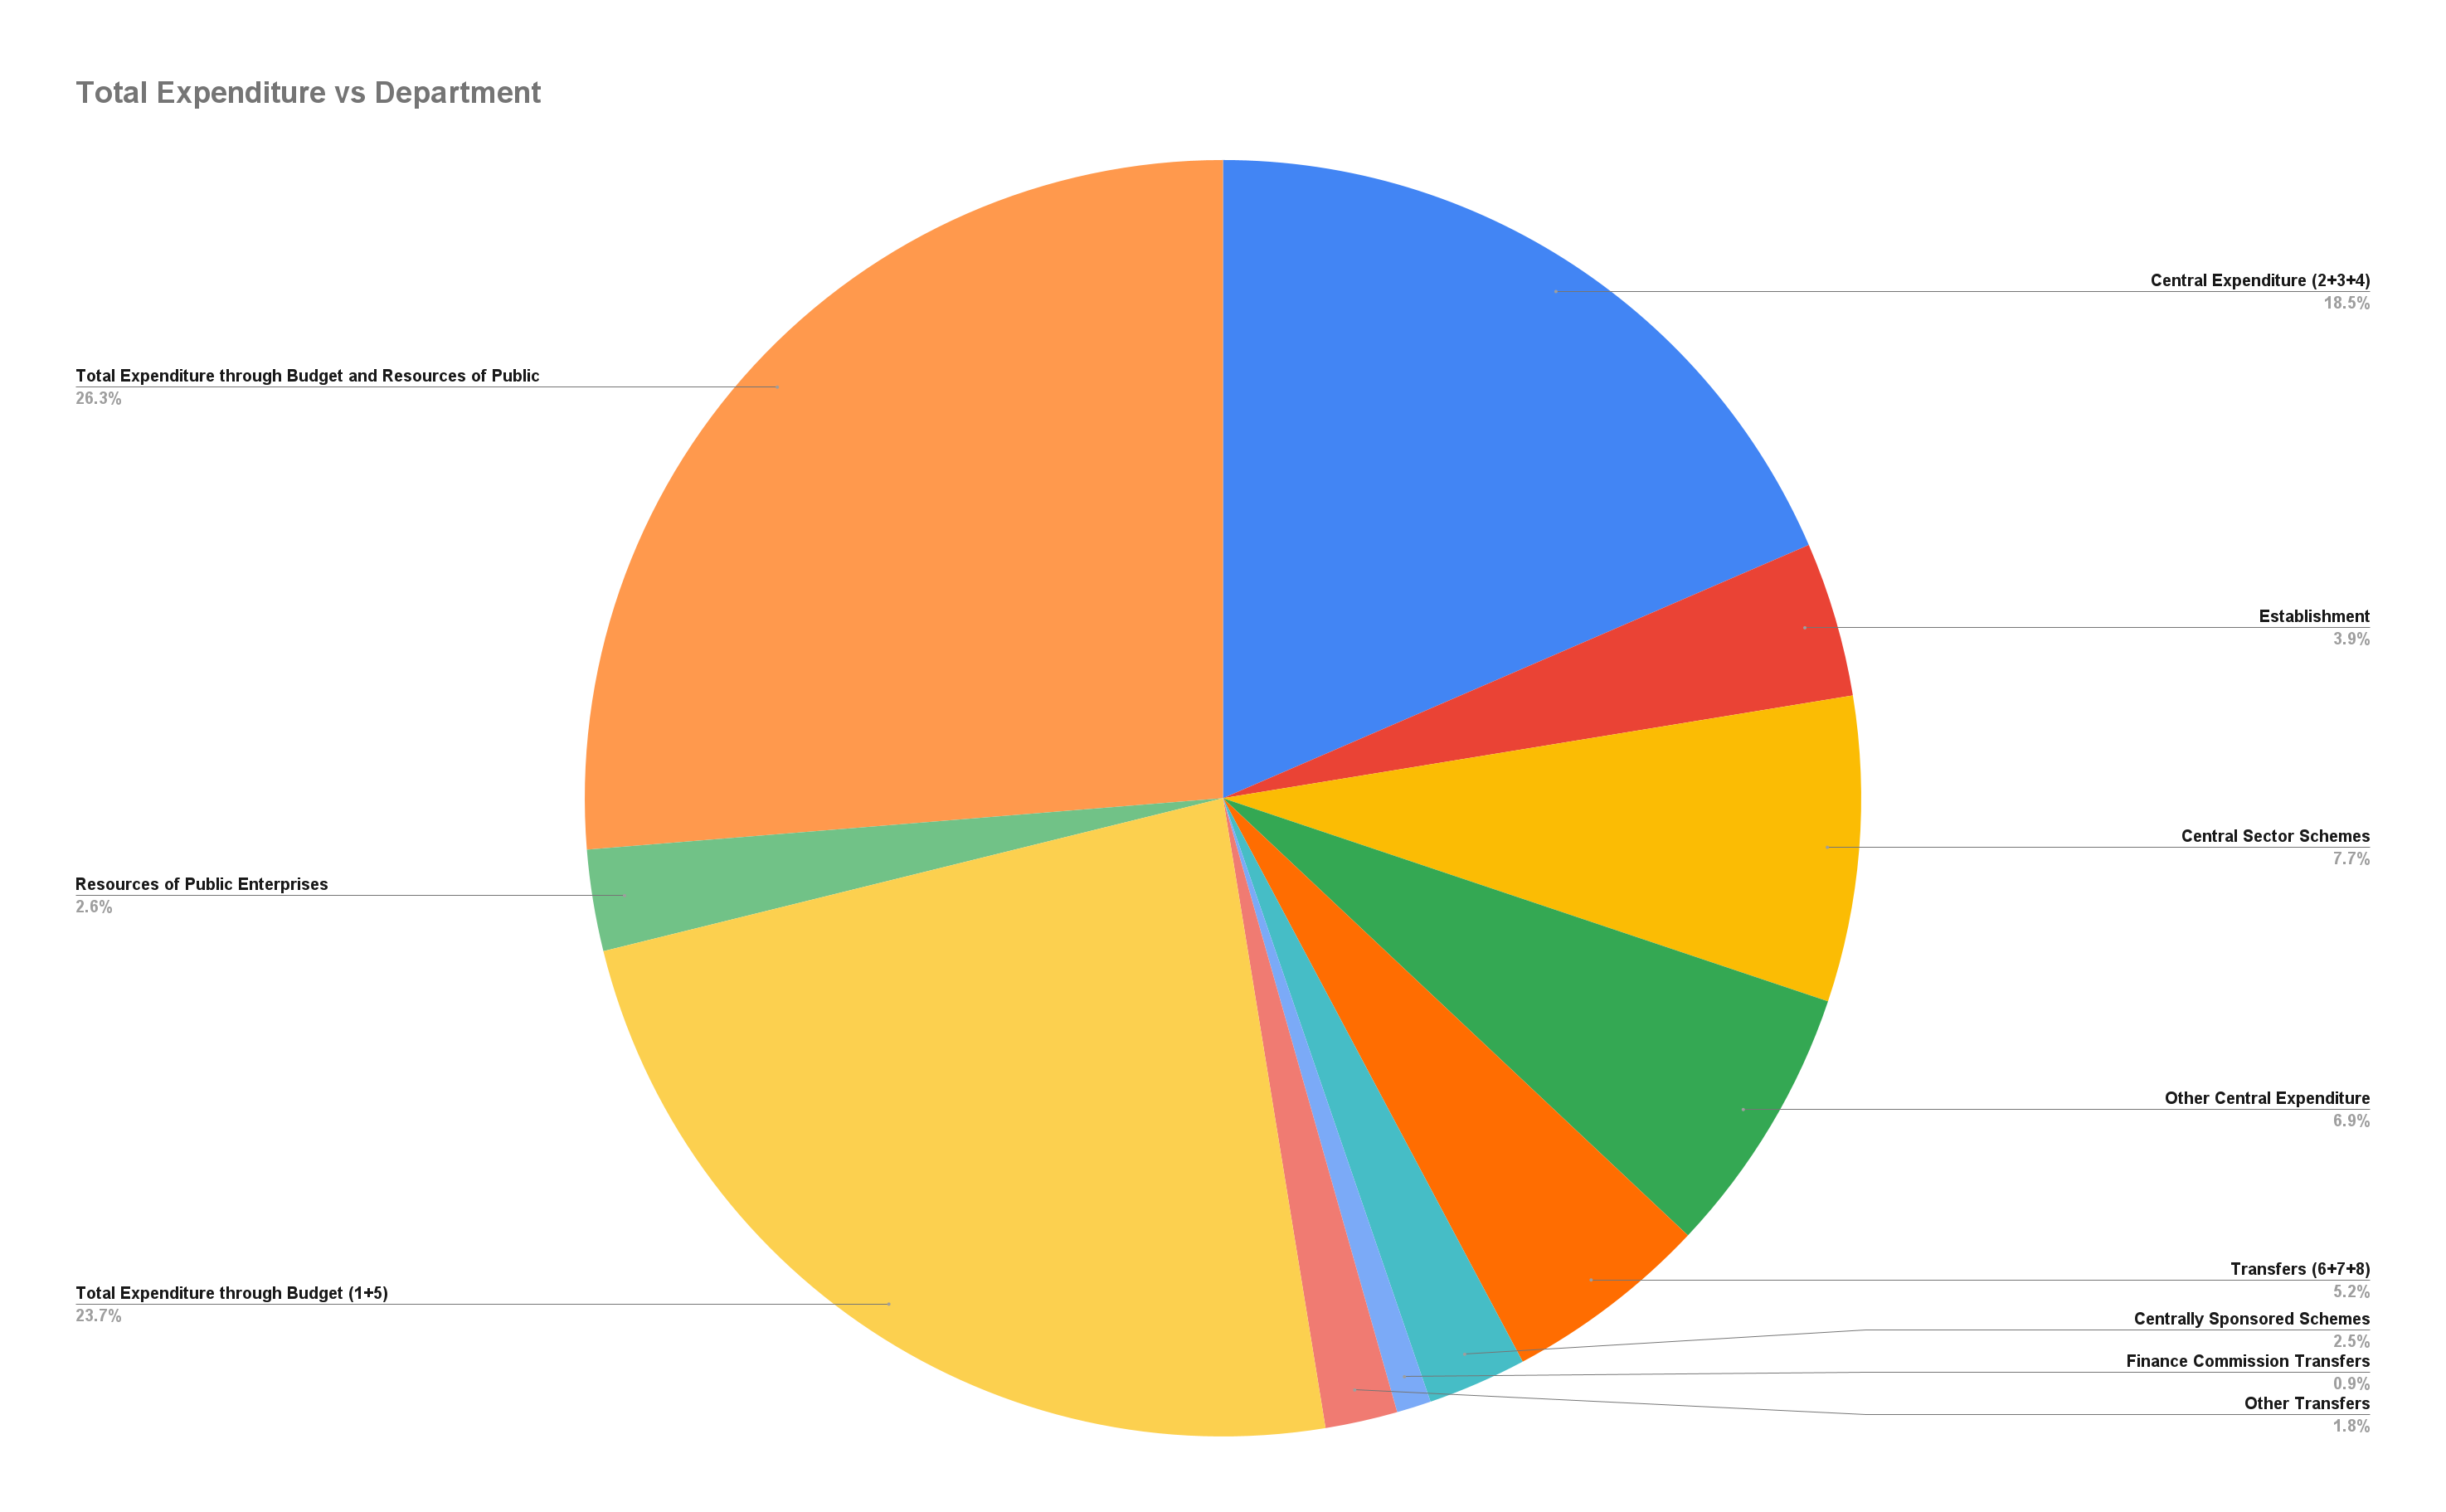 Total Expenditure vs Department
Central Expenditure (2+3+4)
18.5%
Establishment
3.9%
Central Sector Schemes
7.7%
Other Central Expenditure
6.9%
Transfers (6+7+8)
5.2%
Centrally Sponsored Schemes
2.5%
Finance Commission Transfers
0.9%
Other Transfers
1.8%
Total Expenditure through Budget and Resources of Public
26.3%
Resources of Public Enterprises
2.6%
Total Expenditure through Budget (1+5)
23.7%